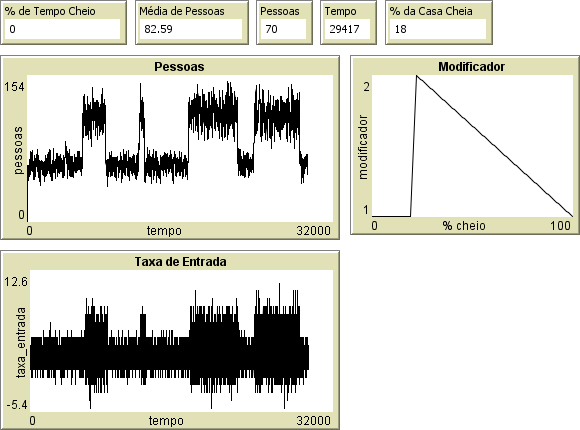 % de Tempo Cheio
0
Média de Pessoas
82.59
Pessoas
70
Tempo
29417
% da Casa Cheia
18
Pessoas
154
pessoas
0
0
tempo
32000
Modificador
2
modificador
1
0
% cheio
100
Taxa de Entrada
12.6
taxa_entrada
-5.4
0
tempo
32000